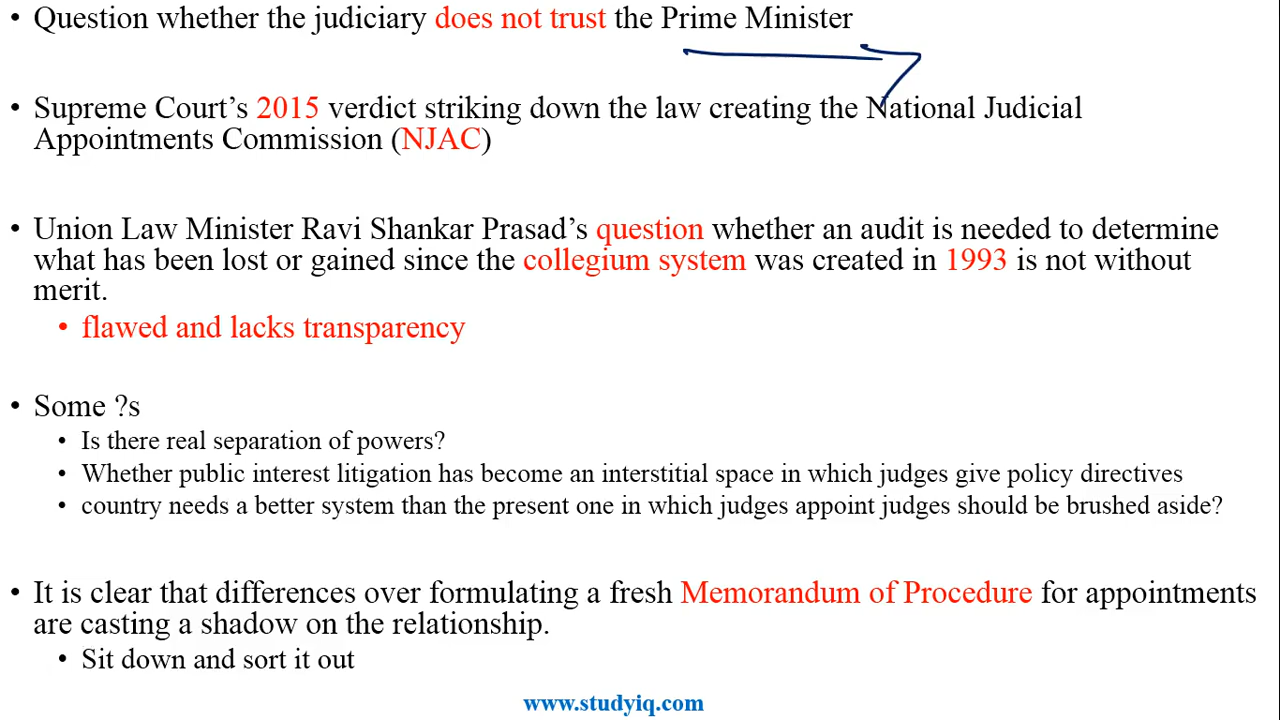 • Question whether the judiciary does not trust the Prime Minister
• Supreme Court's 2015 verdict striking down the law creating the National Judicial
Appointments Commission (NJAC)
• Union Law Minister Ravi Shankar Prasad's question whether an audit is needed to determine
what has been lost or gained since the collegium system was created in 1993 is not without
merit.
• flawed and lacks transparency
• Some ?s
• Is there real separation of powers?
• Whether public interest litigation has become an interstitial space in which judges give policy directives
• country needs a better system than the present one in which judges appoint judges should be brushed aside?
• It is clear that differences over formulating a fresh Memorandum of Procedure for appointments
are casting a shadow on the relationship.
• Sit down and sort it out
www.studyiq.com